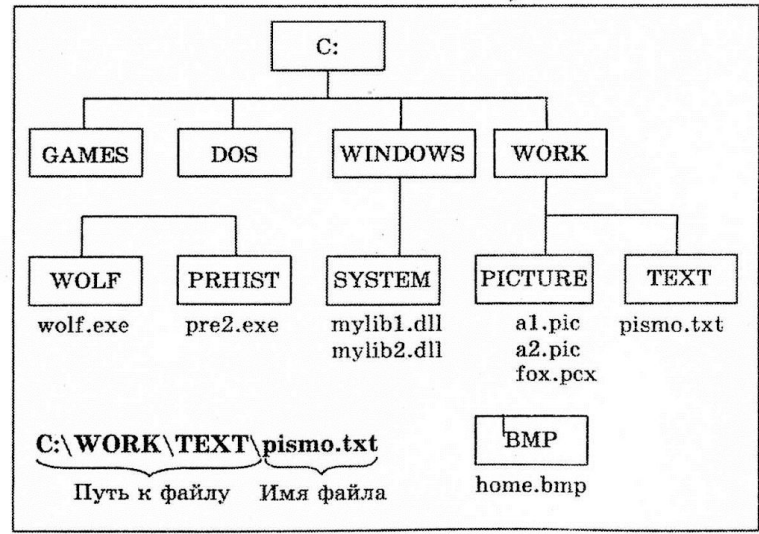 C:
GAMES DOS WINDOWS WORK
WOLF PRHIST SYSTEM PICTURE TEXT
wolf.exe pre2.exe mylib1.dll a1.pic pismo.txt
mylib2.dll a2.pic
fox.pcx
C:\WORK\TEXT\pismo.txt BMP
Путь к файлу Имя файла home.bmp